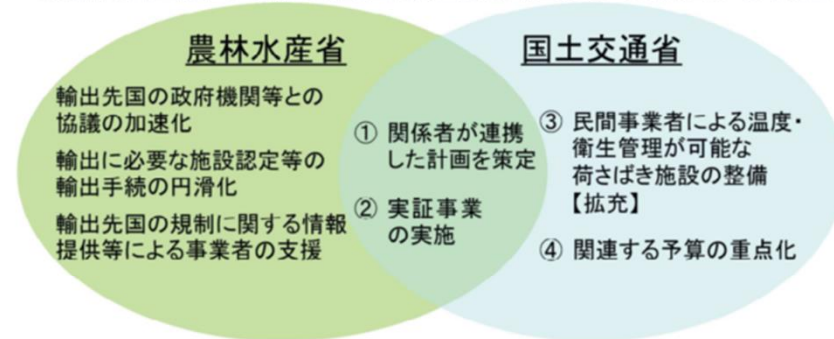 農林水産省
輸出先国の政府機関等との
協議の加速化
輸出に必要な施設認定等の
輸出手続の円滑化
輸出先国の規制に関する情報
提供等による事業者の支援
① 関係者が連携
した計画を策定
② 実証事業
の実施
国土交通省
③ 民間事業者による温度・
衛生管理が可能な
荷さばき施設の整備
【拡充】
④ 関連する予算の重点化